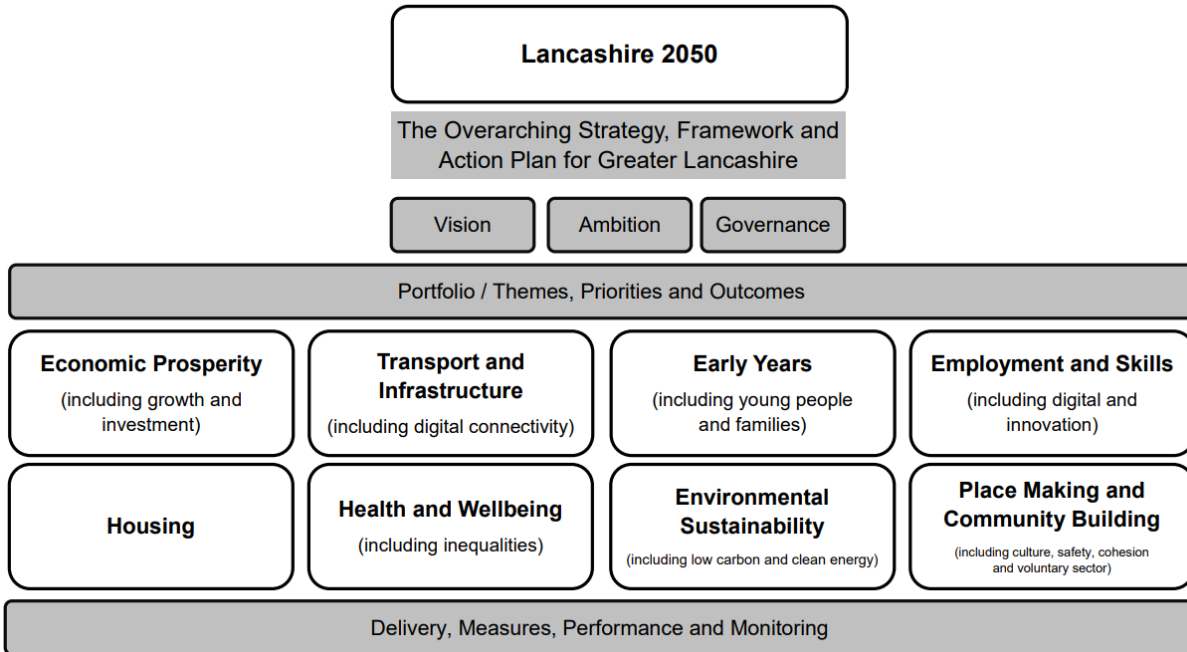 Lancashire 2050
The Overarching Strategy, Framework and
Action Plan for Greater Lancashire
Vision
Ambition
Governance
Portfolio / Themes, Priorities and Outcomes
Economic Prosperity
(including growth and
investment)
Transport and
Infrastructure
(including digital connectivity)
Early Years
(including young people
and families)
Employment and Skills
(including digital and
innovation)
Housing
Health and Wellbeing
(including inequalities)
Environmental
Sustainability
(including low carbon and clean energy)
Place Making and
Community Building
(including culture, safety, cohesion
and voluntary sector)
Delivery, Measures, Performance and Monitoring